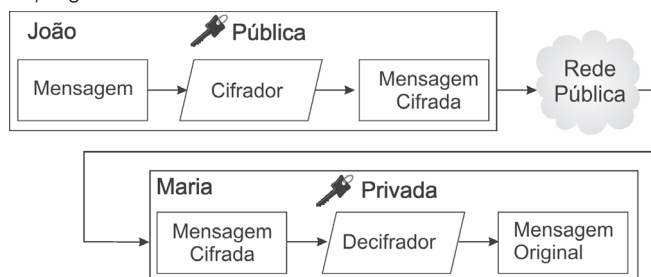 João
Pública
Mensagem
Cifrador
Mensagem
Cifrada
Rede
Pública
Maria
Privada
Mensagem
Cifrada
Decifrador
Mensagem
Original